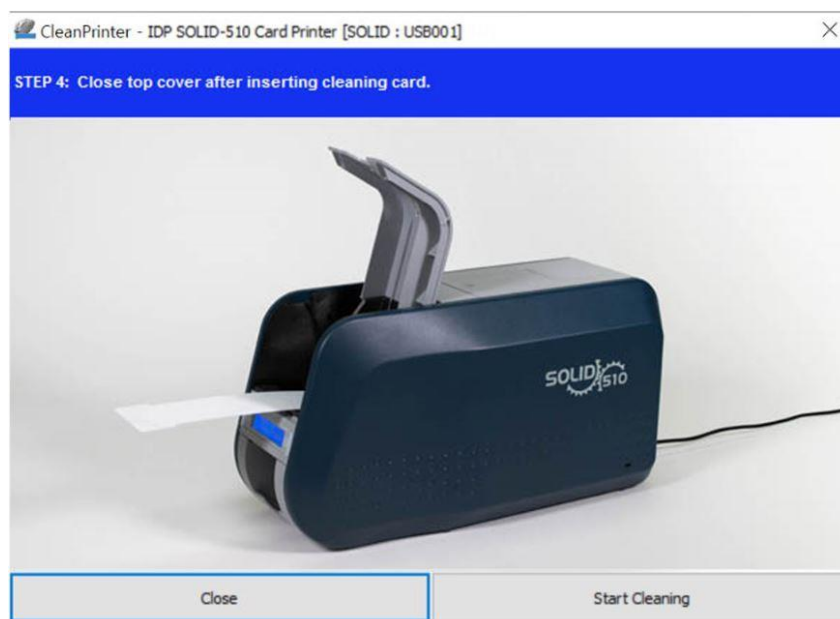 CleanPrinter - IDP SOLID-510 Card Printer [SOLID : USB001]
STEP 4: Close top cover after inserting cleaning card.
SOLID 510
Close
Start Cleaning